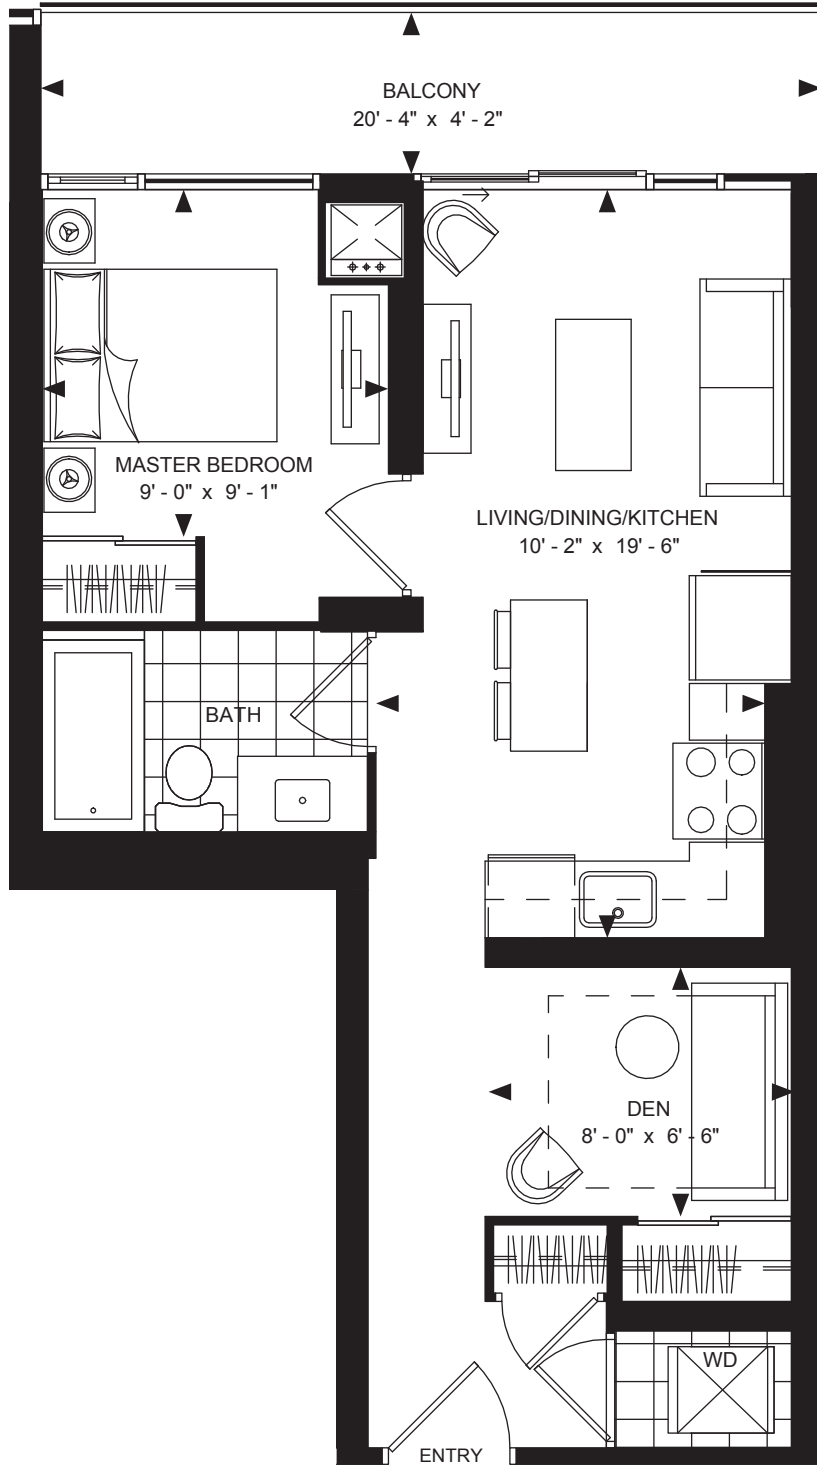 BALCONY
20' - 4" x 4' - 2"
MASTER BEDROOM
9' - 0" x 9' - 1"
LIVING/DINING/KITCHEN
10' - 2" x 19' - 6"
BATH
DEN
8' - 0" x 6' - 6"
WD
ENTRY